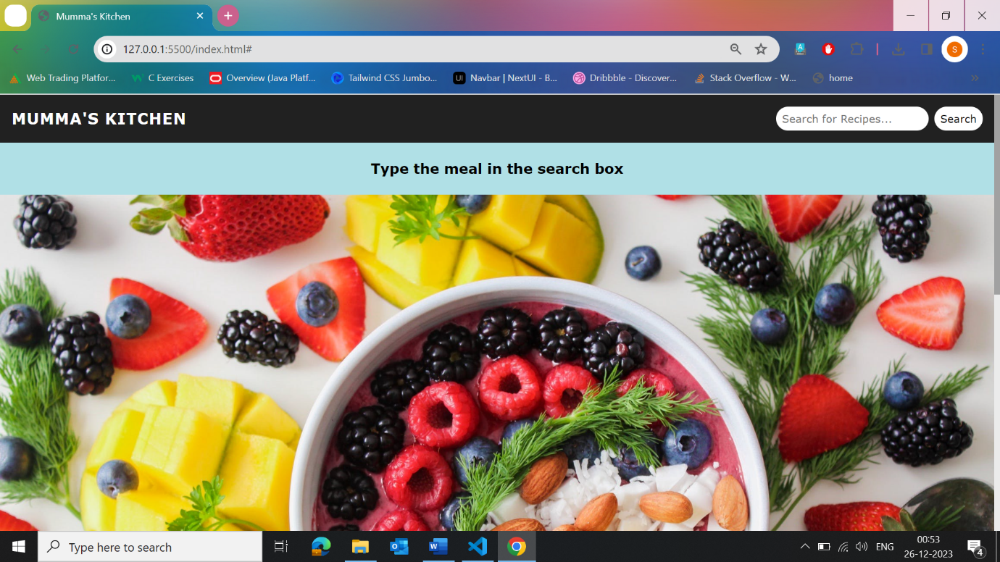 Mumma's Kitchen
127.0.0.1:5500/index.html#
A
S
Web Trading Platfor...
C Exercises
Overview (Java Platf...
Tailwind CSS Jumbo...
UI
Navbar | NextUI - B...
Dribbble - Discover...
Stack Overflow - W...
home
»
MUMMA'S KITCHEN
Search for Recipes...
Search
Type the meal in the search box
Type here to search
ENG
00:53
26-12-2023
4